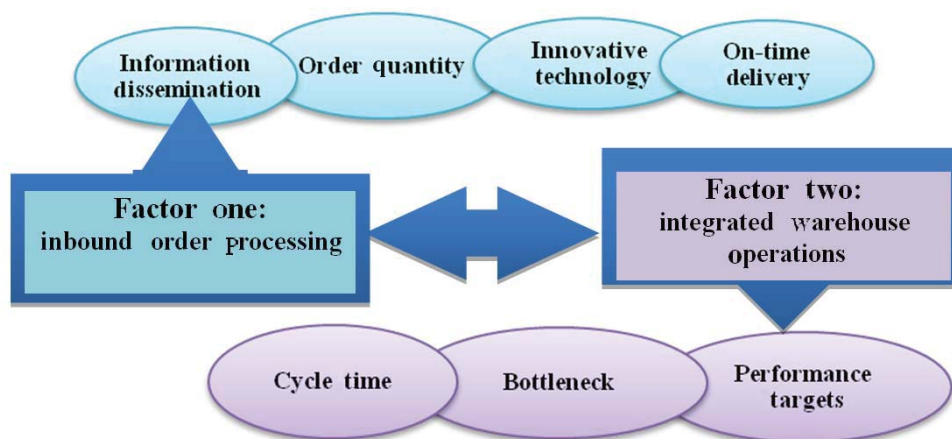 Information
dissemination
Order quantity
Innovative
technology
On-time
delivery
Factor one:
inbound order processing
Factor two:
integrated warehouse
operations
Cycle time
Bottleneck
Performance
targets